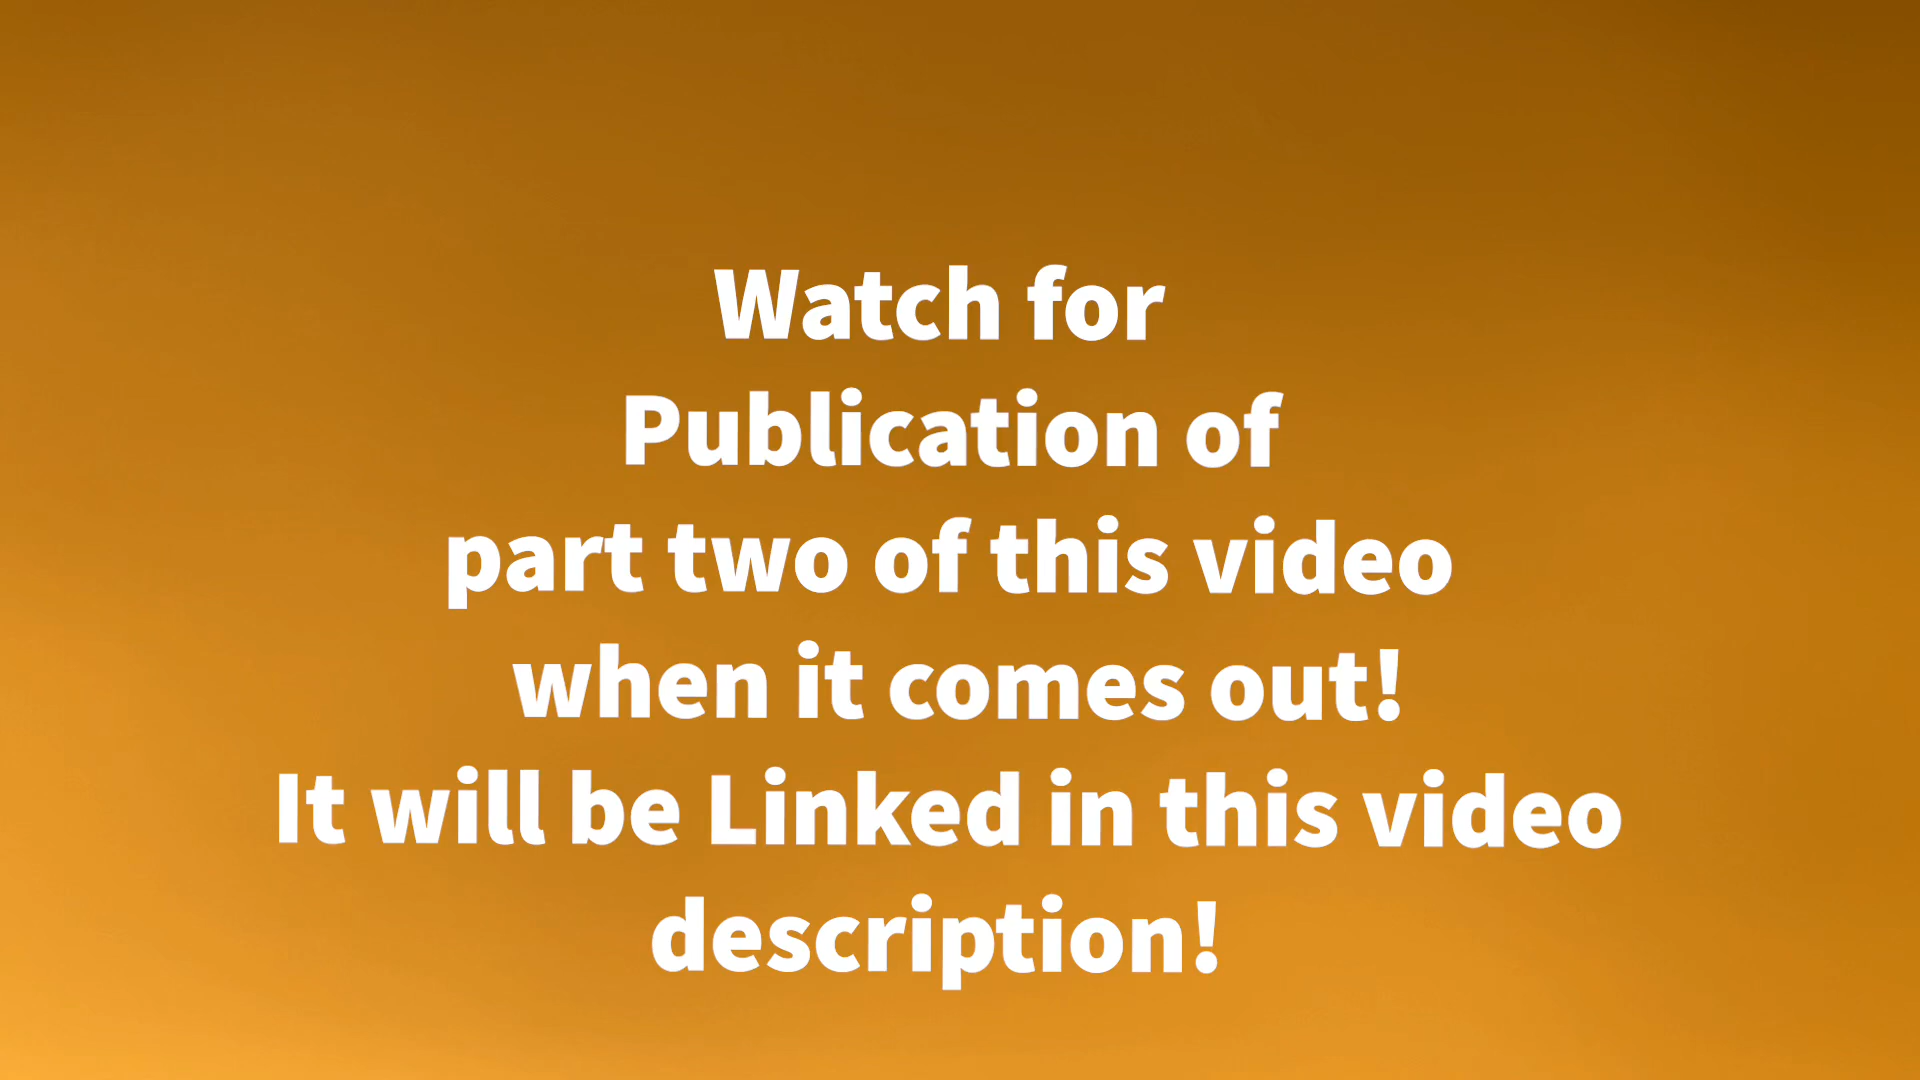 Watch for
Publication of
part two of this video
when it comes out!
It will be Linked in this video
description!